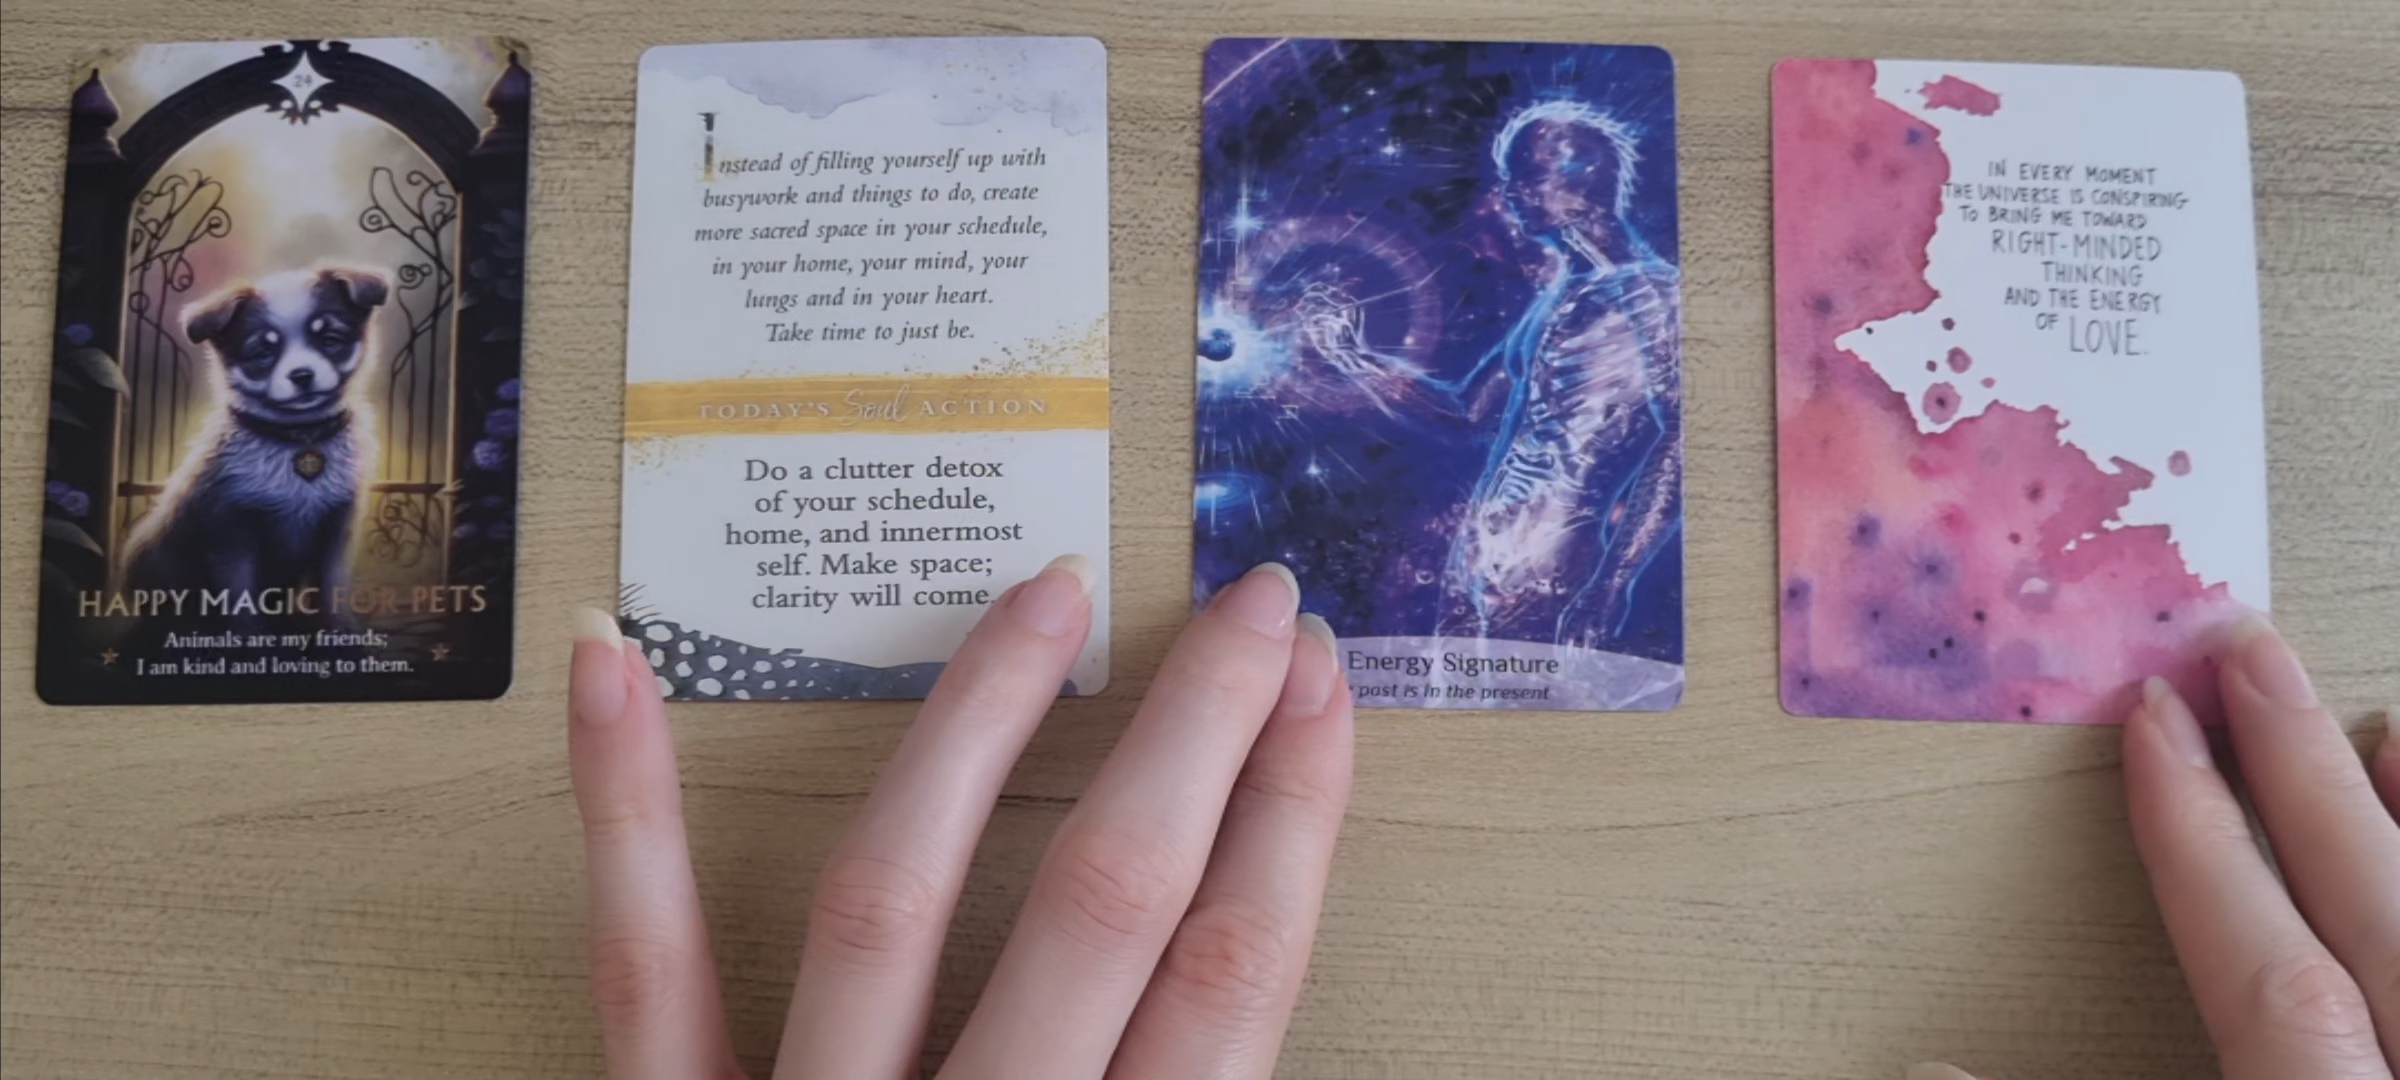 24
HAPPY MAGIC FOR PETS
Animals are my friends;
I am kind and loving to them.
Instead of filling yourself up with
busywork and things to do, create
more sacred space in your schedule,
in your home, your mind, your
lungs and in your heart.
Take time to just be.
TODAY'S Soul ACTION
Do a clutter detox
of your schedule,
home, and innermost
self. Make space;
clarity will come.
Energy Signature
past is in the present
IN EVERY MOMENT
THE UNIVERSE IS CONSPIRING
TO BRING ME TOWARD
RIGHT-MINDED
THINKING
AND THE ENERGY
OF LOVE.